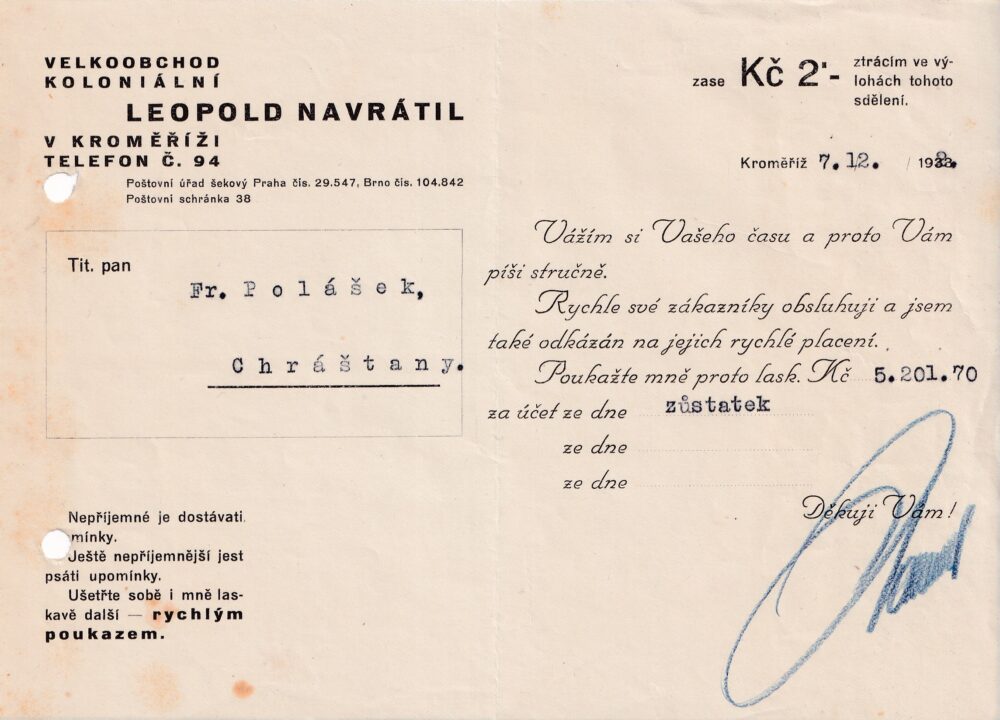 VELKOOBCHOD
KOLONIÁLNÍ
LEOPOLD NAVRÁTIL
V KROMĚŘÍŽI
TELEFON Č. 94
Poštovní úřad šekový Praha čís. 29.547, Brno čís. 104.842
Poštovní schránka 38
Tit. pan
Fr. Polášek,
Chráštany.
Nepříjemné je dostávati
mínky.
Ještě nepříjemnější jest
psáti upomínky.
Ušetřte sobě i mně las-
kavě další — rychlým
poukazem.
zase Kč 2·- ztrácím ve vý-
lohách tohoto
sdělení.
Kroměříž 7.12.
Vážím si Vašeho času a proto Vám
píši stručně.
Rychle své zákazníky obsluhuji a jsem
také odkázán na jejich rychlé placení.
Poukažte mně proto lask. Kč 5.201.70
za účet ze dne zůstatek
ze dne
ze dne
Děkuji Vám!